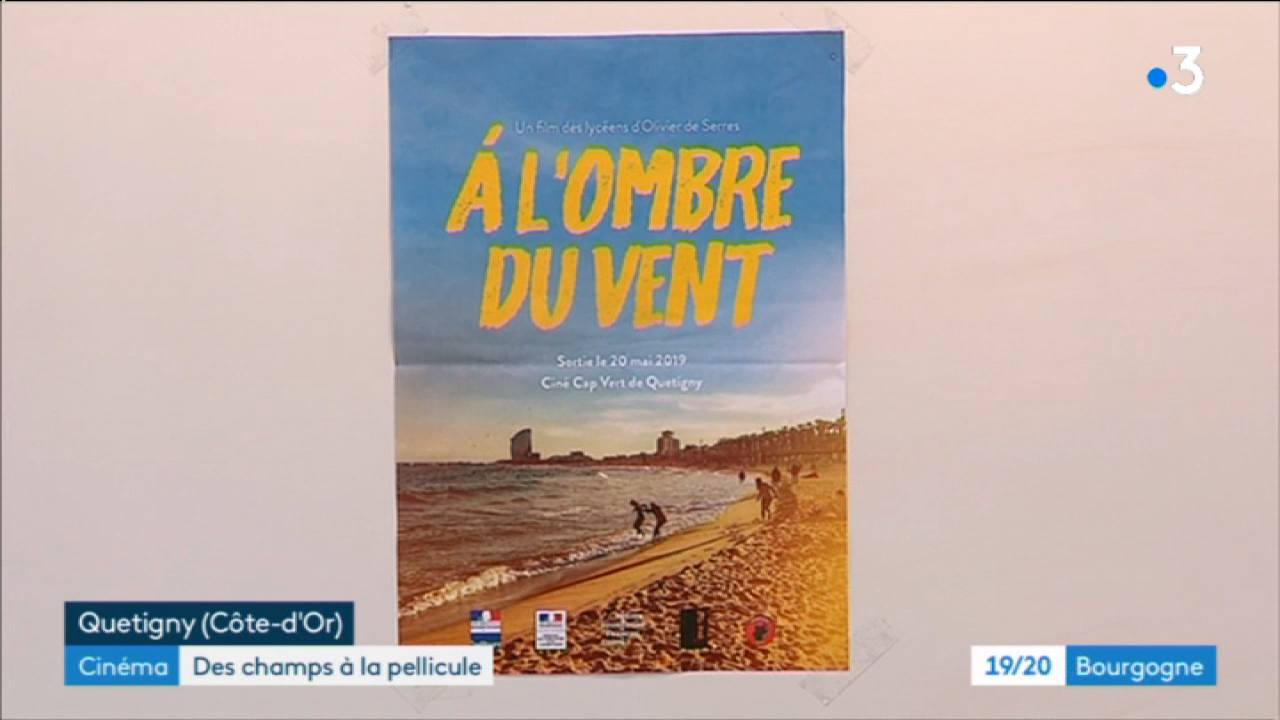 3
Un film des lycéens d'Olivier de Serres
Á L'OMBRE
DU VENT
Sortie le 20 mai 2019
Ciné Cap Vert de Quetigny
Quetigny (Côte-d'Or)
Cinéma Des champs à la pellicule
19/20 Bourgogne